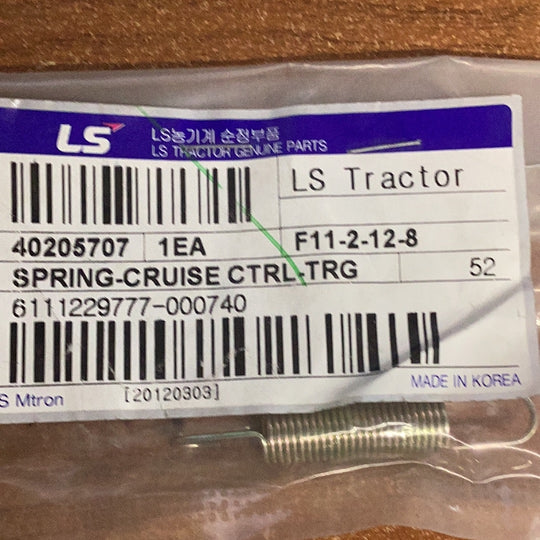 LS
LS농기계 순정부품
LS TRACTOR GENUINE PARTS
LS Tractor
40205707 1EA F11-2-12-8
SPRING-CRUISE CTRL-TRG 52
6111229777-000740
S Mtron [20120303] MADE IN KOREA